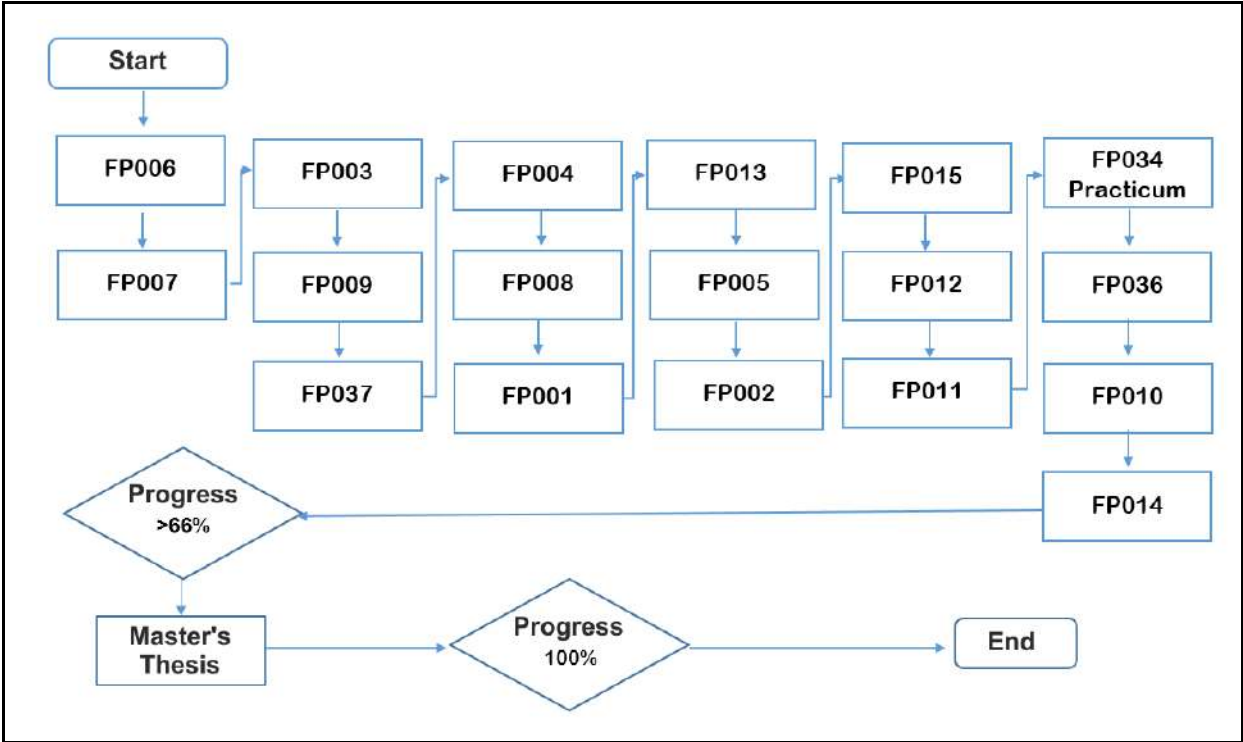 Start
FP006
FP007
FP003
FP009
FP037
FP004
FP008
FP001
FP013
FP005
FP002
FP015
FP012
FP011
FP034
Practicum
FP036
FP010
FP014
Progress
>66%
Master's
Thesis
Progress
100%
End